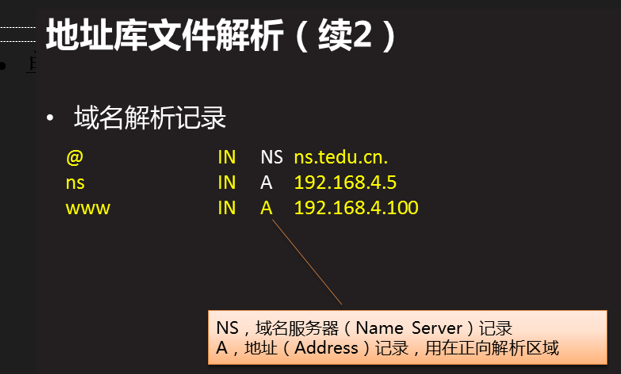 地址库文件解析（续2）
• 域名解析记录
@ IN NS ns.tedu.cn.
ns IN A 192.168.4.5
www IN A 192.168.4.100
NS，域名服务器（Name Server）记录
A，地址（Address）记录，用在正向解析区域